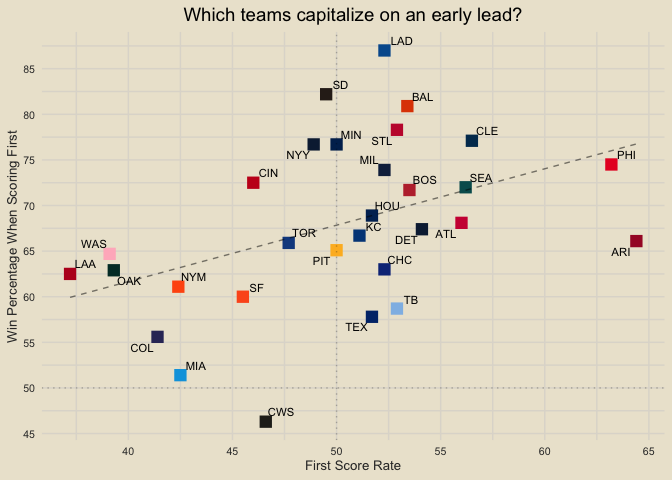 Which teams capitalize on an early lead?
LAD
85
SD
BAL
80
STL
CLE
MIN
NYY
75
PHI
MIL
CIN
SEA
BOS
70
HOU
ATL
KC
TOR
DET
ARI
65
WAS
PIT
CHC
LAA
OAK
NYM
60
SF
TB
TEX
55
COL
MIA
50
CWS
45
Win Percentage When Scoring First
40 45 50 55 60 65
First Score Rate